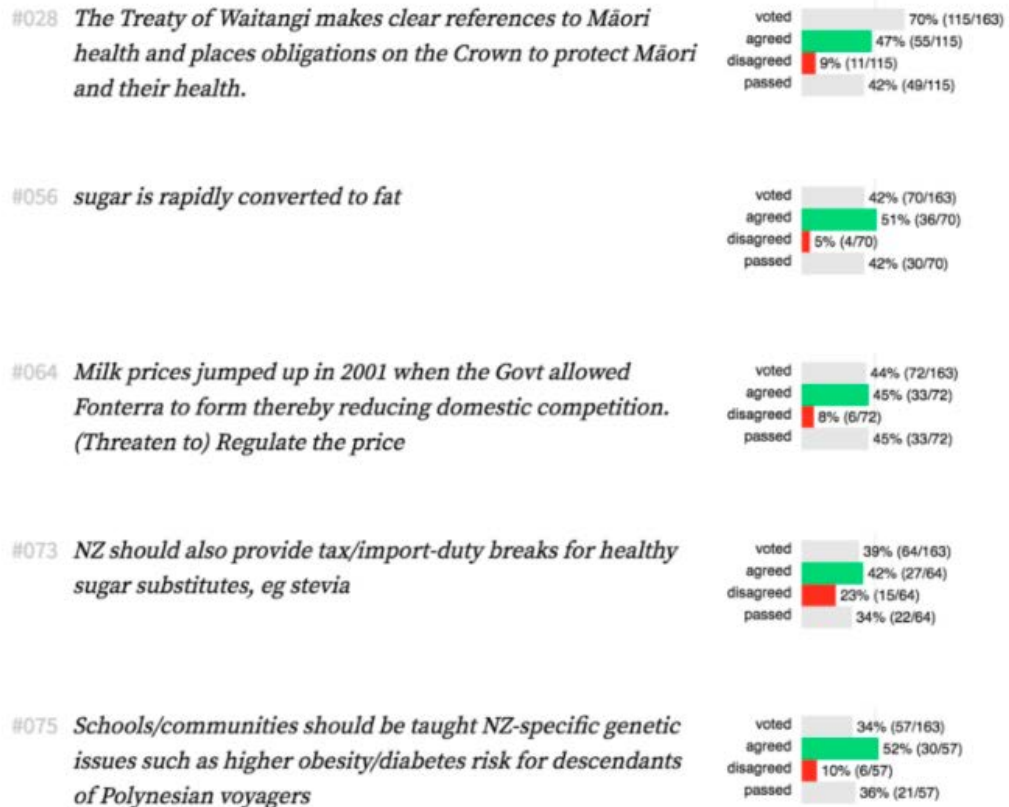 #028 The Treaty of Waitangi makes clear references to Māori
health and places obligations on the Crown to protect Māori
and their health.
voted 70% (115/163)
agreed 47% (55/115)
disagreed 9% (11/115)
passed 42% (49/115)
#056 sugar is rapidly converted to fat
voted 42% (70/163)
agreed 51% (36/70)
disagreed 5% (4/70)
passed 42% (30/70)
#064 Milk prices jumped up in 2001 when the Govt allowed
Fonterra to form thereby reducing domestic competition.
(Threaten to) Regulate the price
voted 44% (72/163)
agreed 45% (33/72)
disagreed 8% (6/72)
passed 45% (33/72)
#073 NZ should also provide tax/import-duty breaks for healthy
sugar substitutes, eg stevia
voted 39% (64/163)
agreed 42% (27/64)
disagreed 23% (15/64)
passed 34% (22/64)
#075 Schools/communities should be taught NZ-specific genetic
issues such as higher obesity/diabetes risk for descendants
of Polynesian voyagers
voted 34% (57/163)
agreed 52% (30/57)
disagreed 10% (6/57)
passed 36% (21/57)